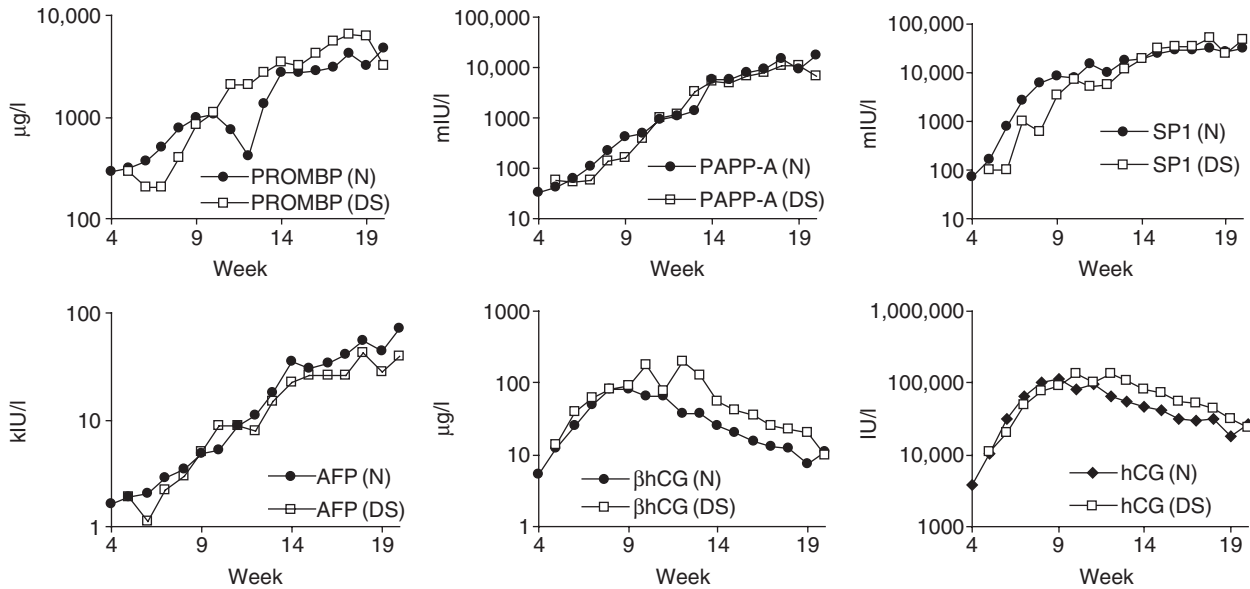 10,000
1000
100
μg/l
4 9 14 19
Week
PROMBP (N)
PROMBP (DS)
100,000
10,000
1000
100
10
mIU/l
4 9 14 19
Week
PAPP-A (N)
PAPP-A (DS)
100,000
10,000
1000
100
10
mIU/l
4 9 14 19
Week
SP1 (N)
SP1 (DS)
100
10
1
kIU/l
4 9 14 19
Week
AFP (N)
AFP (DS)
1000
100
10
1
μg/l
4 9 14 19
Week
βhCG (N)
βhCG (DS)
1,000,000
100,000
10,000
1000
IU/l
4 9 14 19
Week
hCG (N)
hCG (DS)